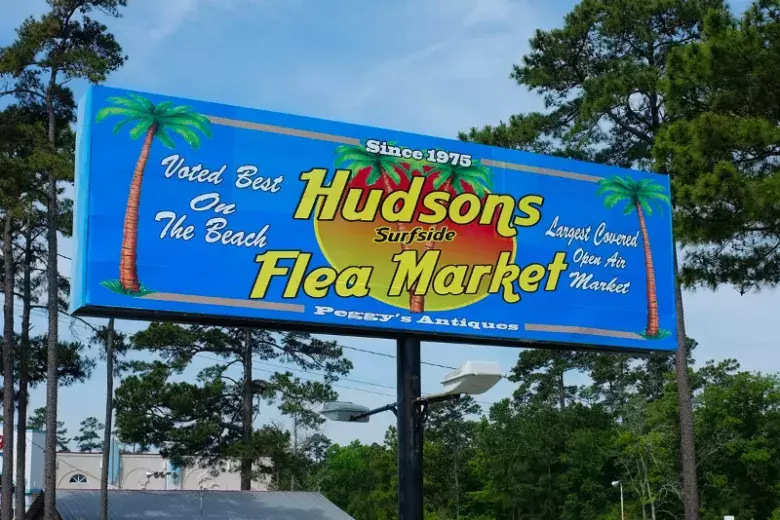 Since 1975
Voted Best
On
The Beach
Hudsons
Surfside
Flea Market
Largest Covered
Open Air
Market
Peggy's Antiques